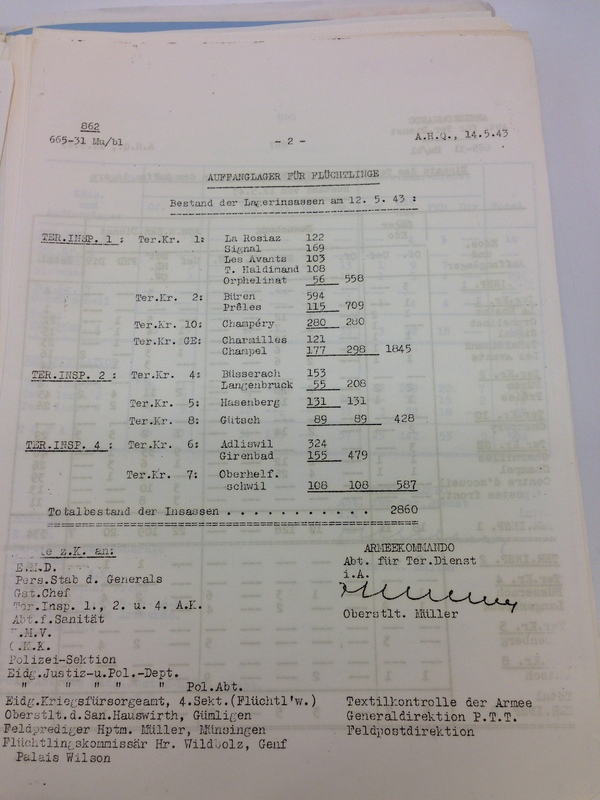 862
665-31 Mu/bl - 2 - A.H.Q., 14.5.43
AUFFANGLAGER FÜR FLÜCHTLINGE
Bestand der Lagerinsassen am 12. 5. 43 :
TER.INSP. 1 : Ter.Kr. 1: La Rosiaz 122
Signal 169
Les Avants 103
T. Haldimand 108
Orphelinat 56 558
Ter.Kr. 2: Büren 594
Prêles 115 709
Ter.Kr. 10: Champéry 280 280
Ter.Kr. GE: Charmilles 121
Champel 177 298 1845
TER.INSP. 2 : Ter.Kr. 4: Büsserach 153
Langenbruck 55 208
Ter.Kr. 5: Hasenberg 131 131
Ter.Kr. 8: Gütsch 89 89 428
TER.INSP. 4 : Ter.Kr. 6: Adliswil 324
Girenbad 155 479
Ter.Kr. 7: Oberhelf.
schwil 108 108 587
Totalbestand der Insassen . . . . . . . . . . . 2860
z.K. an: ARMEEKOMMANDO
E.M.D. Abt. für Ter.Dienst
Pers.Stab d. Generals i.A.
Gst.Chef
Ter.Insp. 1., 2. u. 4. A.K. Oberstlt. Müller
Abt.f.Sanität
.M.V.
.K.K.
Polizei-Sektion
Eidg.Justiz-u.Pol.-Dept.
" " " " " Pol.Abt.
Eidg.Kriegsfürsorgeamt, 4.Sekt.(Flüchtl'w.) Textilkontrolle der Armee
Oberstlt.d.San.Hauswirth, Gümligen Generaldirektion P.T.T.
Feldprediger Hptm. Müller, Münsingen Feldpostdirektion
Flüchtlingskommissär Hr. Wildbolz, Genf
Palais Wilson